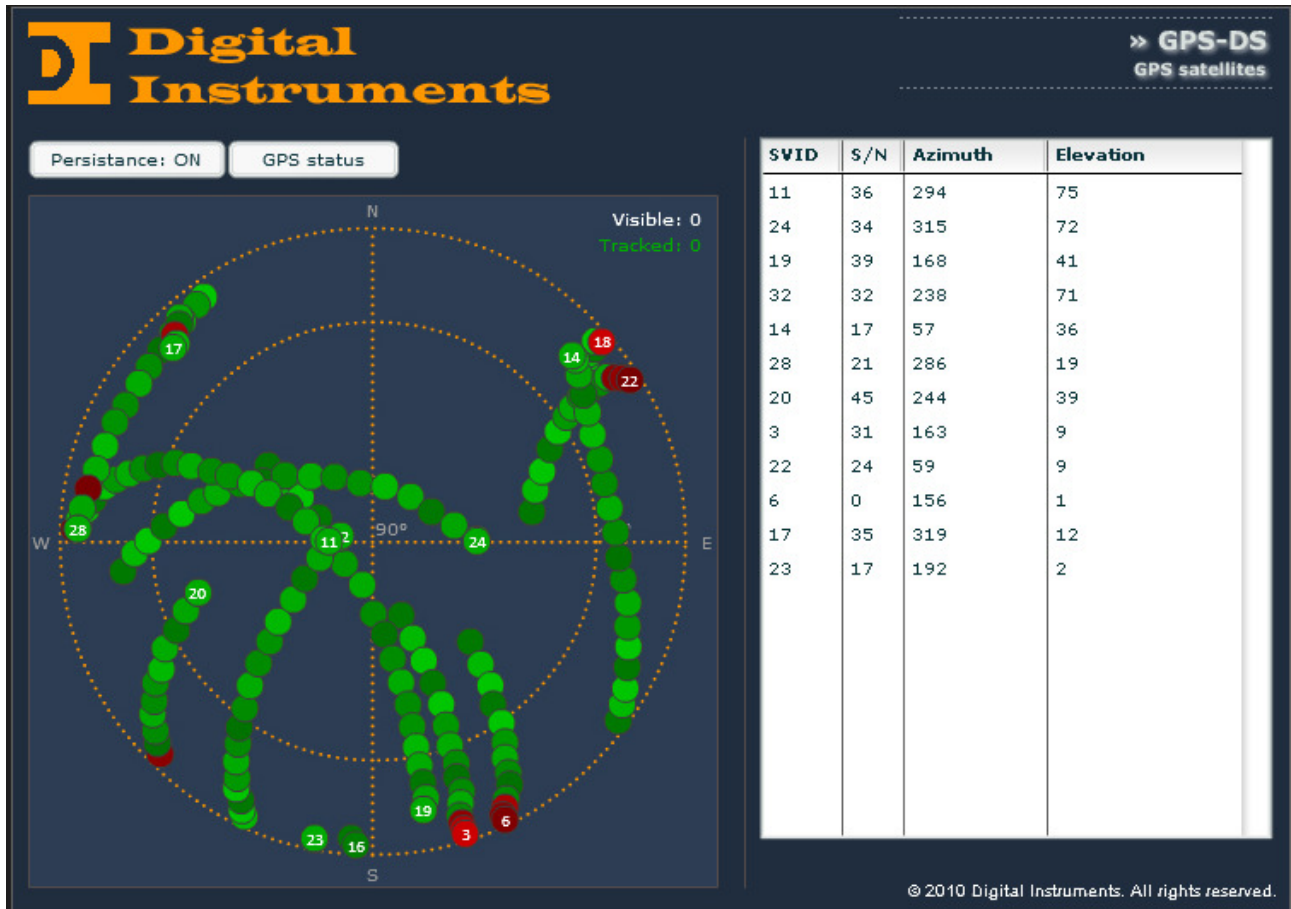 Digital
Instruments
» GPS-DS
GPS satellites
Persistance: ON
GPS status
N
Visible: 0
Tracked: 0
17
18
14
22
28
W
11
2
90°
24
E
20
19
3
6
23
16
S
SVID S/N Azimuth Elevation
11 36 294 75
24 34 315 72
19 39 168 41
32 32 238 71
14 17 57 36
28 21 286 19
20 45 244 39
3 31 163 9
22 24 59 9
6 0 156 1
17 35 319 12
23 17 192 2
© 2010 Digital Instruments. All rights reserved.